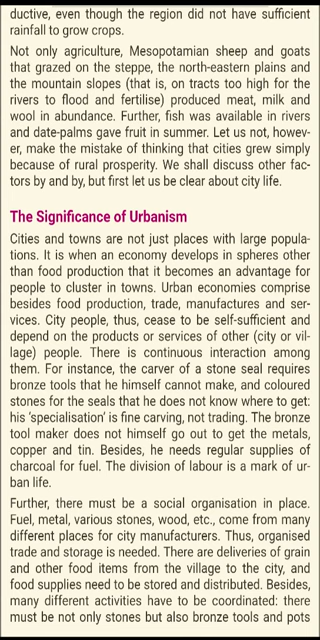 ductive, even though the region did not have sufficient
rainfall to grow crops.
Not only agriculture, Mesopotamian sheep and goats
that grazed on the steppe, the north-eastern plains and
the mountain slopes (that is, on tracts too high for the
rivers to flood and fertilise) produced meat, milk and
wool in abundance. Further, fish was available in rivers
and date-palms gave fruit in summer. Let us not, howev-
er, make the mistake of thinking that cities grew simply
because of rural prosperity. We shall discuss other fac-
tors by and by, but first let us be clear about city life.
The Significance of Urbanism
Cities and towns are not just places with large popula-
tions. It is when an economy develops in spheres other
than food production that it becomes an advantage for
people to cluster in towns. Urban economies comprise
besides food production, trade, manufactures and ser-
vices. City people, thus, cease to be self-sufficient and
depend on the products or services of other (city or vil-
lage) people. There is continuous interaction among
them. For instance, the carver of a stone seal requires
bronze tools that he himself cannot make, and coloured
stones for the seals that he does not know where to get:
his ‘specialisation’ is fine carving, not trading. The bronze
tool maker does not himself go out to get the metals,
copper and tin. Besides, he needs regular supplies of
charcoal for fuel. The division of labour is a mark of ur-
ban life.
Further, there must be a social organisation in place.
Fuel, metal, various stones, wood, etc., come from many
different places for city manufacturers. Thus, organised
trade and storage is needed. There are deliveries of grain
and other food items from the village to the city, and
food supplies need to be stored and distributed. Besides,
many different activities have to be coordinated: there
must be not only stones but also bronze tools and pots